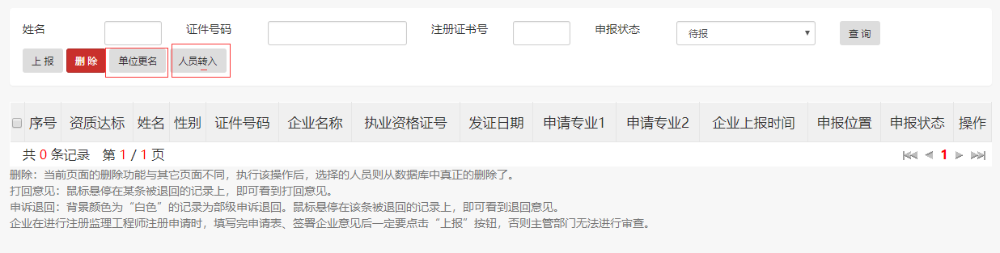 姓名 证件号码 注册证书号 申报状态 待报 查 询
上 报 删 除 单位更名 人员转入
序号 资质达标 姓名 性别 证件号码 企业名称 执业资格证号 发证日期 申请专业1 申请专业2 企业上报时间 申报位置 申报状态 操作
共 0 条记录 第 1 / 1 页 1
删除：当前页面的删除功能与其它页面不同，执行该操作后，选择的人员则从数据库中真正的删除了。
打回意见：鼠标悬停在某条被退回的记录上，即可看到打回意见。
申诉退回：背景颜色为“白色”的记录为部级申诉退回。鼠标悬停在该条被退回的记录上，即可看到退回意见。
企业在进行注册监理工程师注册申请时，填写完申请表、签署企业意见后一定要点击“上报”按钮，否则主管部门无法进行审查。